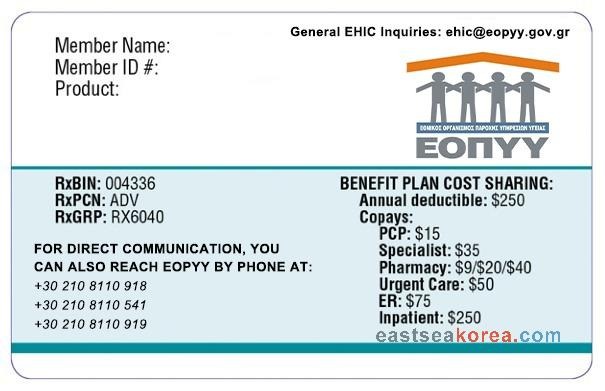 General EHIC Inquiries: ehic@eopyy.gov.gr
Member Name:
Member ID #:
Product:
ΕΘΝΙΚΟΣ ΟΡΓΑΝΙΣΜΟΣ ΠΑΡΟΧΗΣ ΥΠΗΡΕΣΙΩΝ ΥΓΕΙΑΣ
ΕΟΠΥΥ
RxBIN: 004336
RxPCN: ADV
RxGRP: RX6040
FOR DIRECT COMMUNICATION, YOU
CAN ALSO REACH EOPYY BY PHONE AT:
+30 210 8110 918
+30 210 8110 541
+30 210 8110 919
BENEFIT PLAN COST SHARING:
Annual deductible: $250
Copays:
PCP: $15
Specialist: $35
Pharmacy: $9/$20/$40
Urgent Care: $50
ER: $75
Inpatient: $250
eastseakorea.com